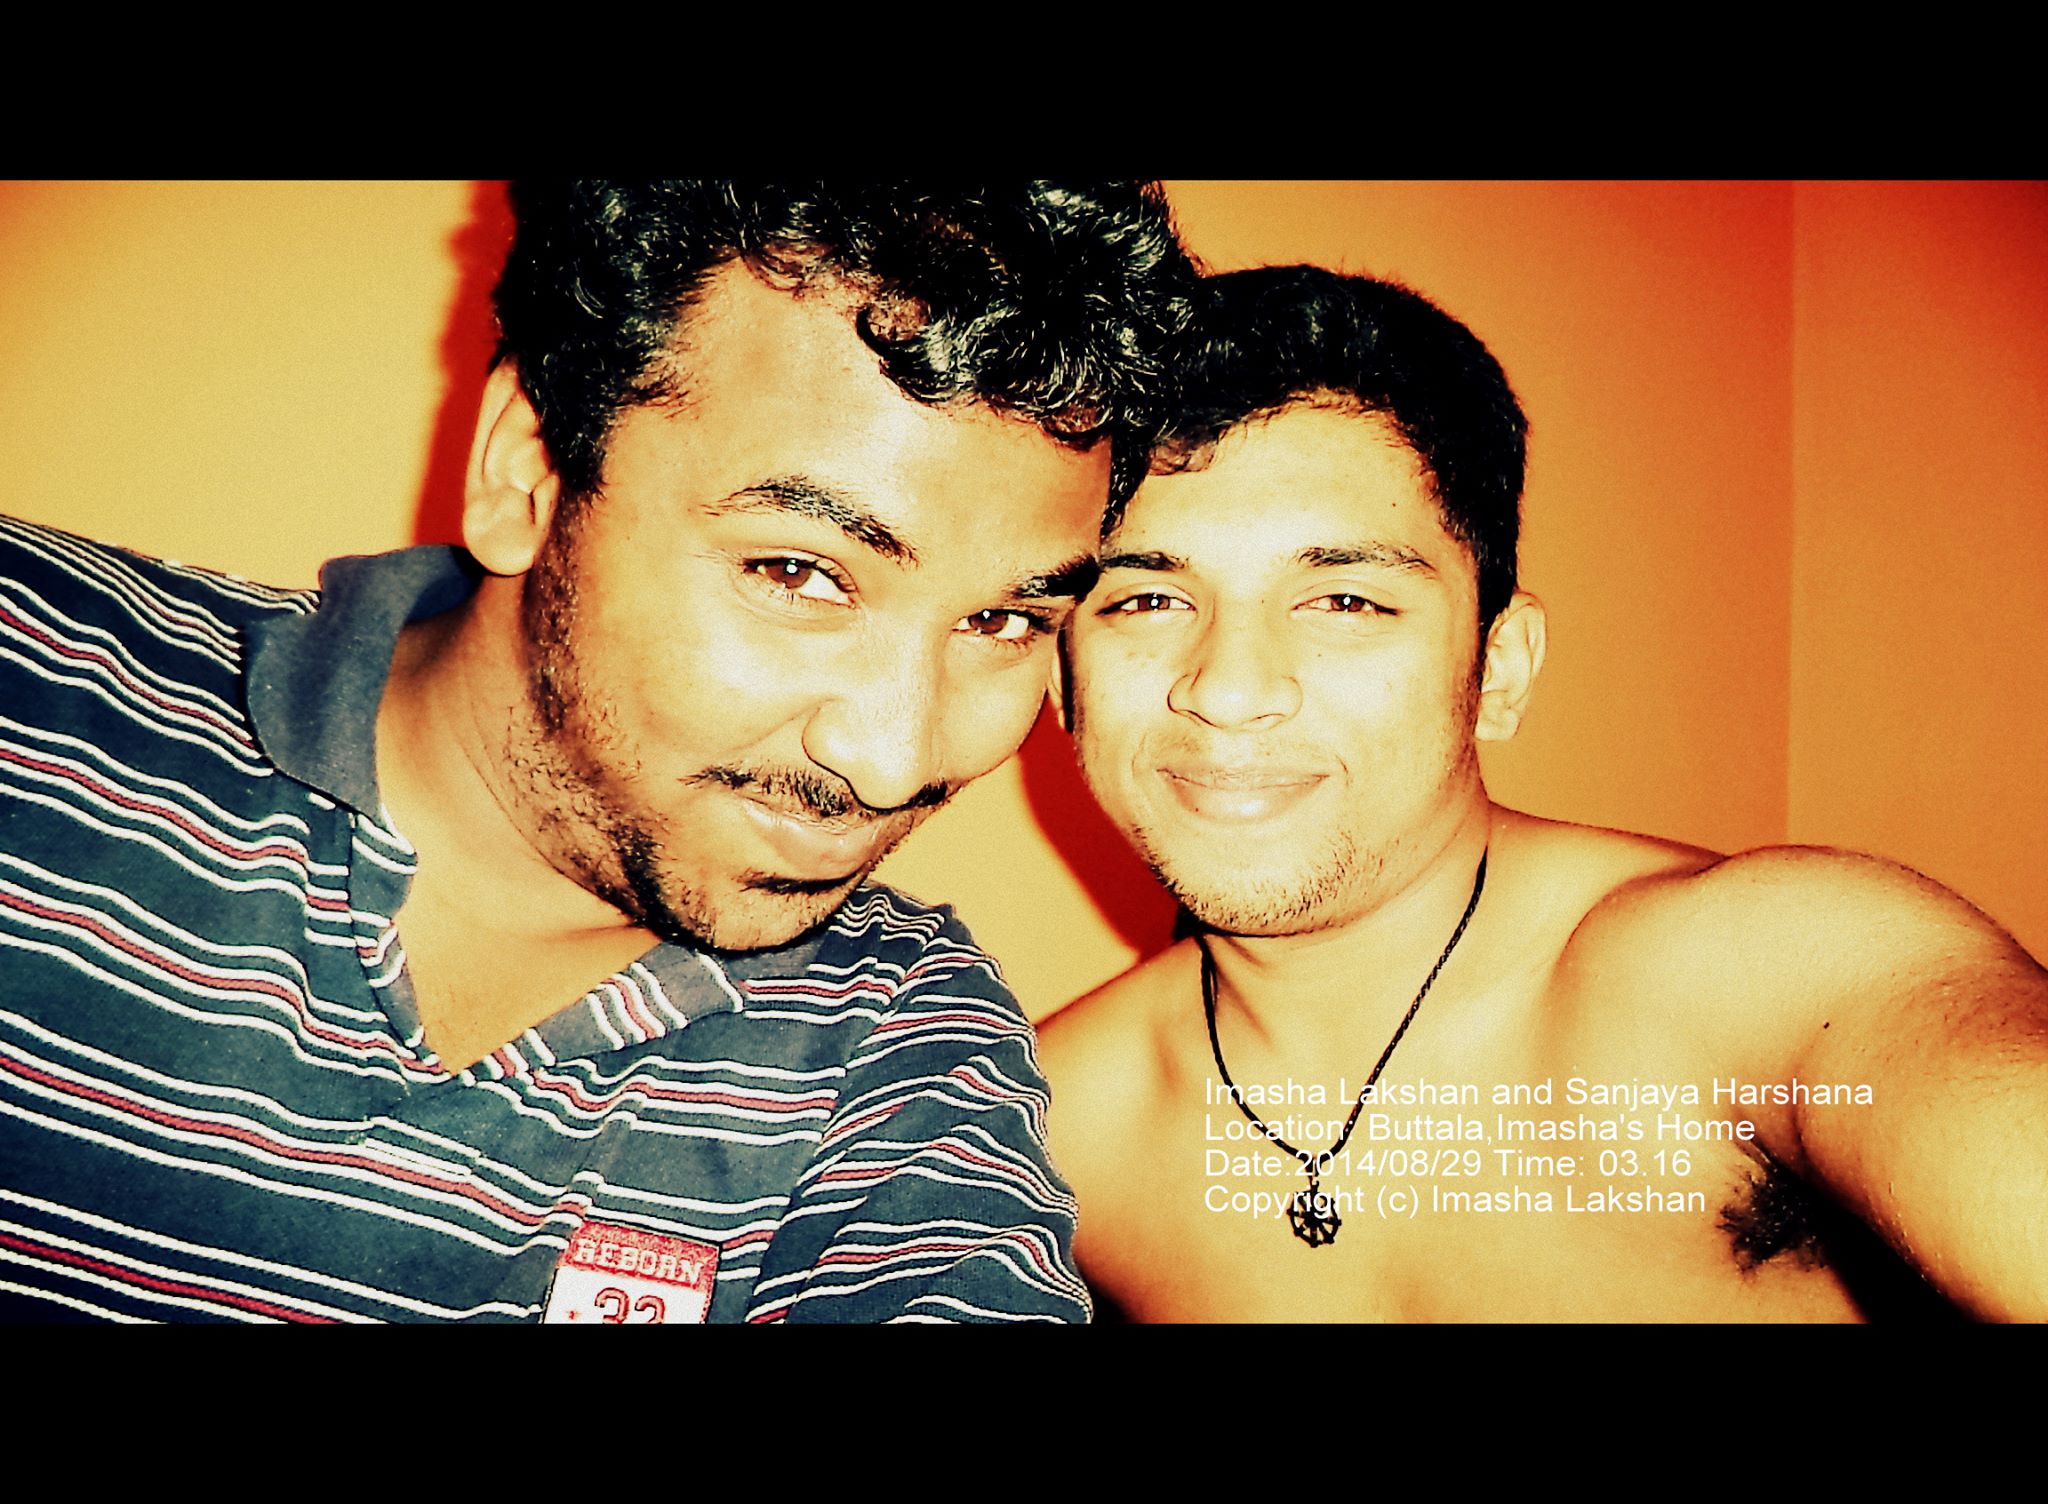 Imasha Lakshan and Sanjaya Harshana
Location: Buttala,Imasha's Home
Date:2014/08/29 Time: 03.16
Copyright (c) Imasha Lakshan
REBORN
33